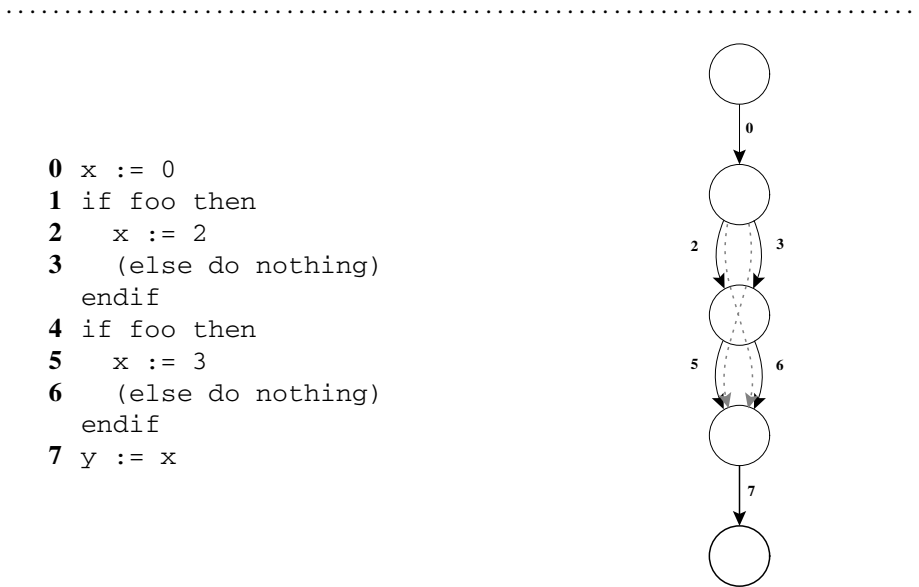 0 x := 0
1 if foo then
2 x := 2
3 (else do nothing)
endif
4 if foo then
5 x := 3
6 (else do nothing)
endif
7 y := x
0
2 3
5 6
7